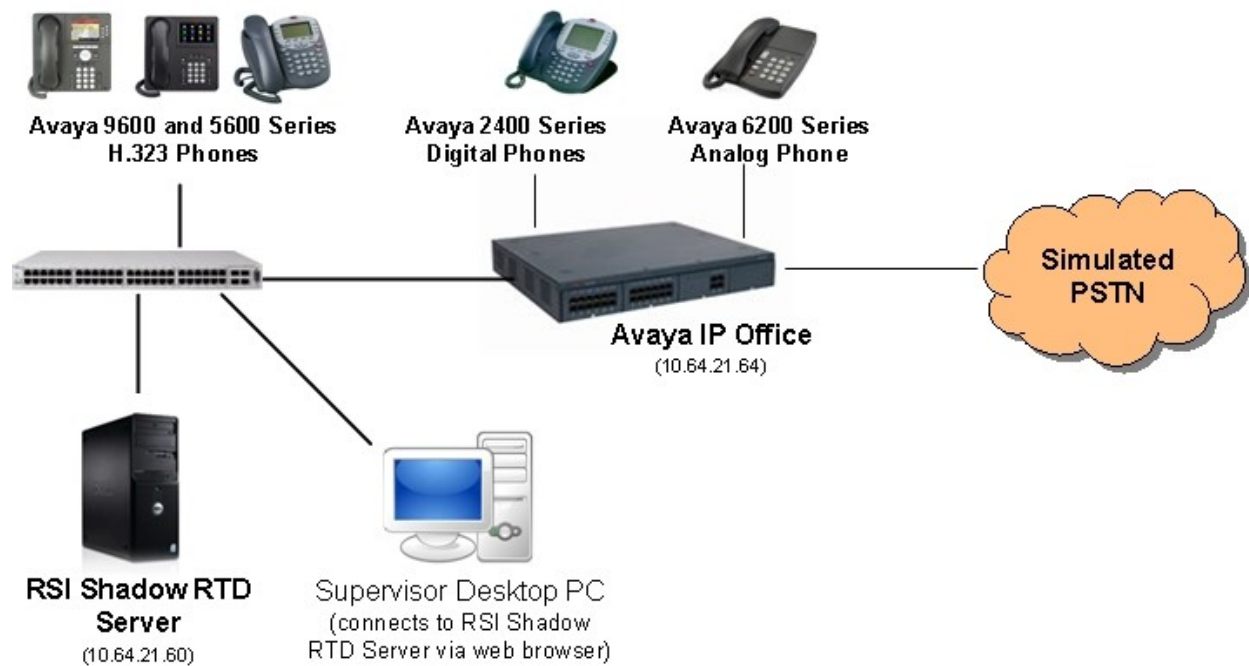 Avaya 9600 and 5600 Series
H.323 Phones
Avaya 2400 Series
Digital Phones
Avaya 6200 Series
Analog Phone
Simulated
PSTN
Avaya IP Office
(10.64.21.64)
RSI Shadow RTD
Server
(10.64.21.60)
Supervisor Desktop PC
(connects to RSI Shadow
RTD Server via web browser)